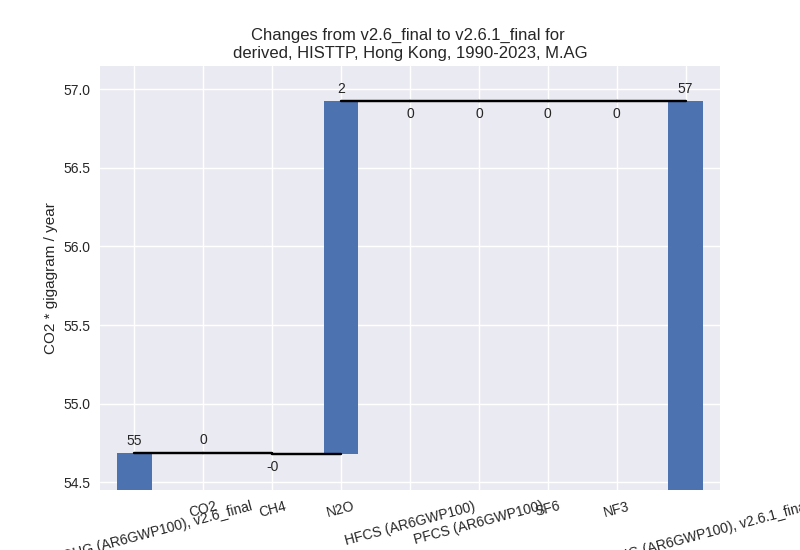 Changes from v2.6_final to v2.6.1_final for
derived, HISTTP, Hong Kong, 1990-2023, M.AG
CO2 * gigagram / year
57.0
56.5
56.0
55.5
55.0
54.5
55
0
-0
2
0
0
0
0
57
(AR6GWP100), v2.6_final
CO2
CH4
N2O
HFCS (AR6GWP100)
PFCS (AR6GWP100)
SF6
NF3
(AR6GWP100), v2.6.1